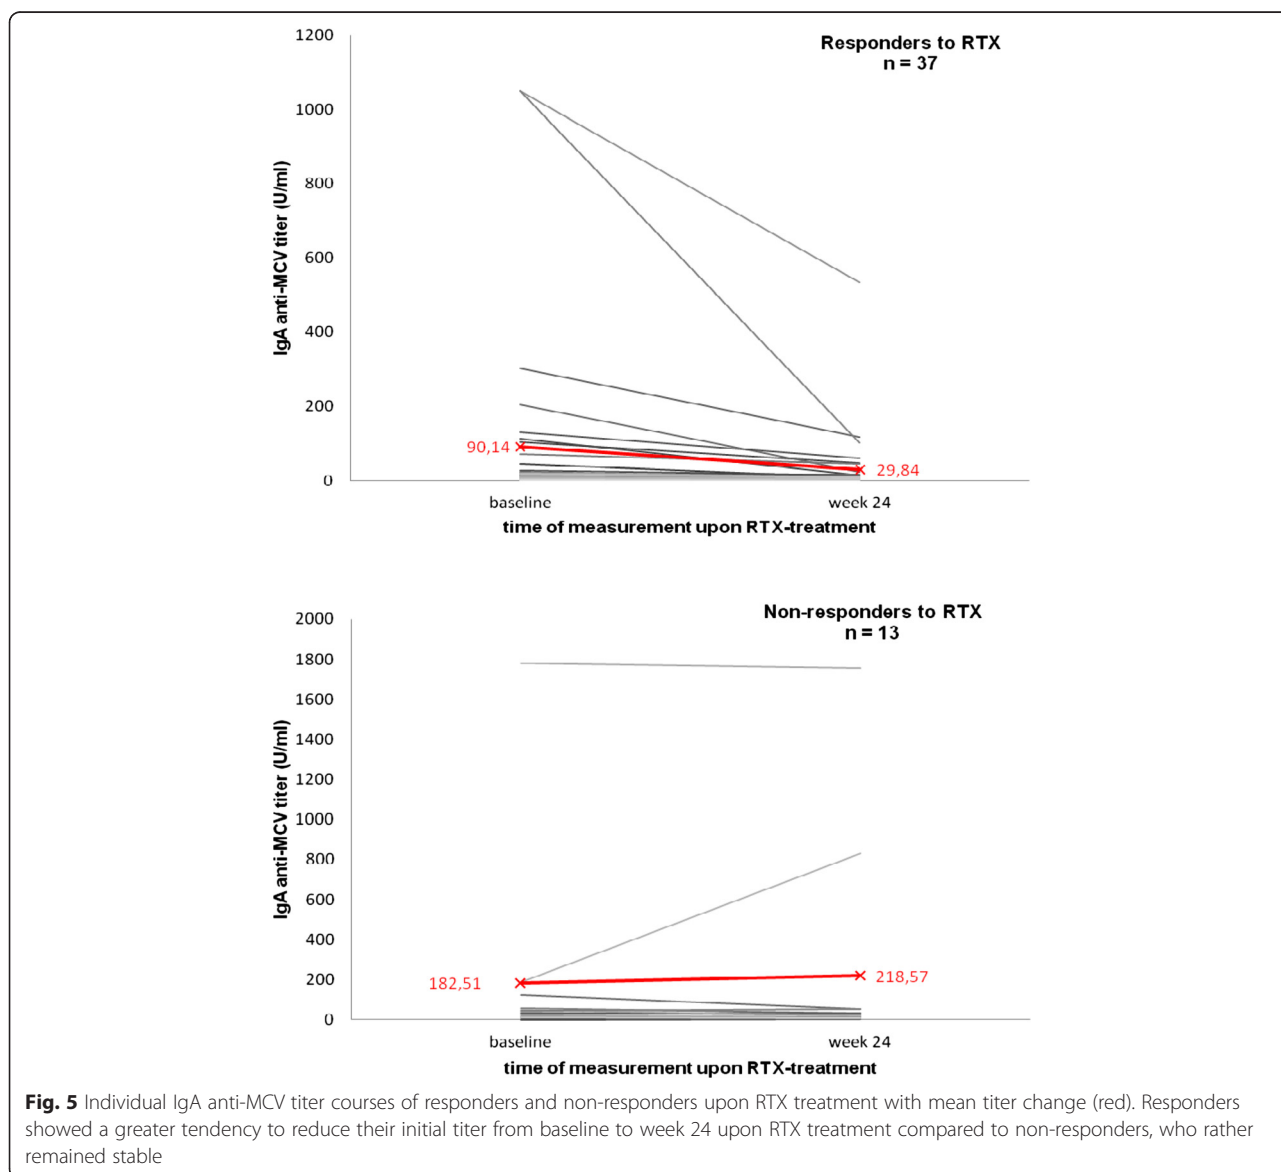 Responders to RTX
n = 37
IgA anti-MCV titer (U/ml)
1200
1000
800
600
400
200
0
90,14
29,84
baseline
week 24
time of measurement upon RTX-treatment
Non-responders to RTX
n = 13
IgA anti-MCV titer (U/ml)
2000
1800
1600
1400
1200
1000
800
600
400
200
0
182,51
218,57
baseline
week 24
time of measurement upon RTX-treatment
Fig. 5 Individual IgA anti-MCV titer courses of responders and non-responders upon RTX treatment with mean titer change (red). Responders
showed a greater tendency to reduce their initial titer from baseline to week 24 upon RTX treatment compared to non-responders, who rather
remained stable